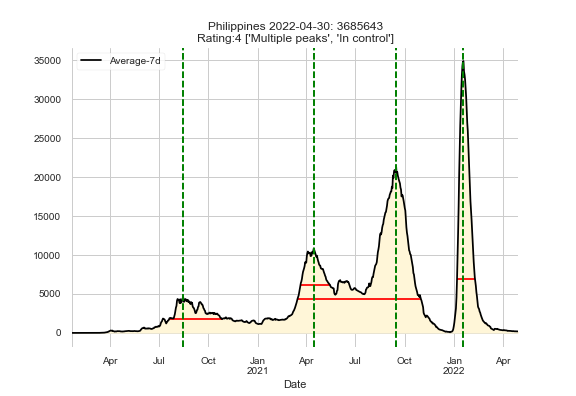 Philippines 2022-04-30: 3685643
Rating:4 ['Multiple peaks', 'In control']
Average-7d
35000
30000
25000
20000
15000
10000
5000
0
Apr Jul Oct Jan Apr Jul Oct Jan Apr
2021 2022
Date